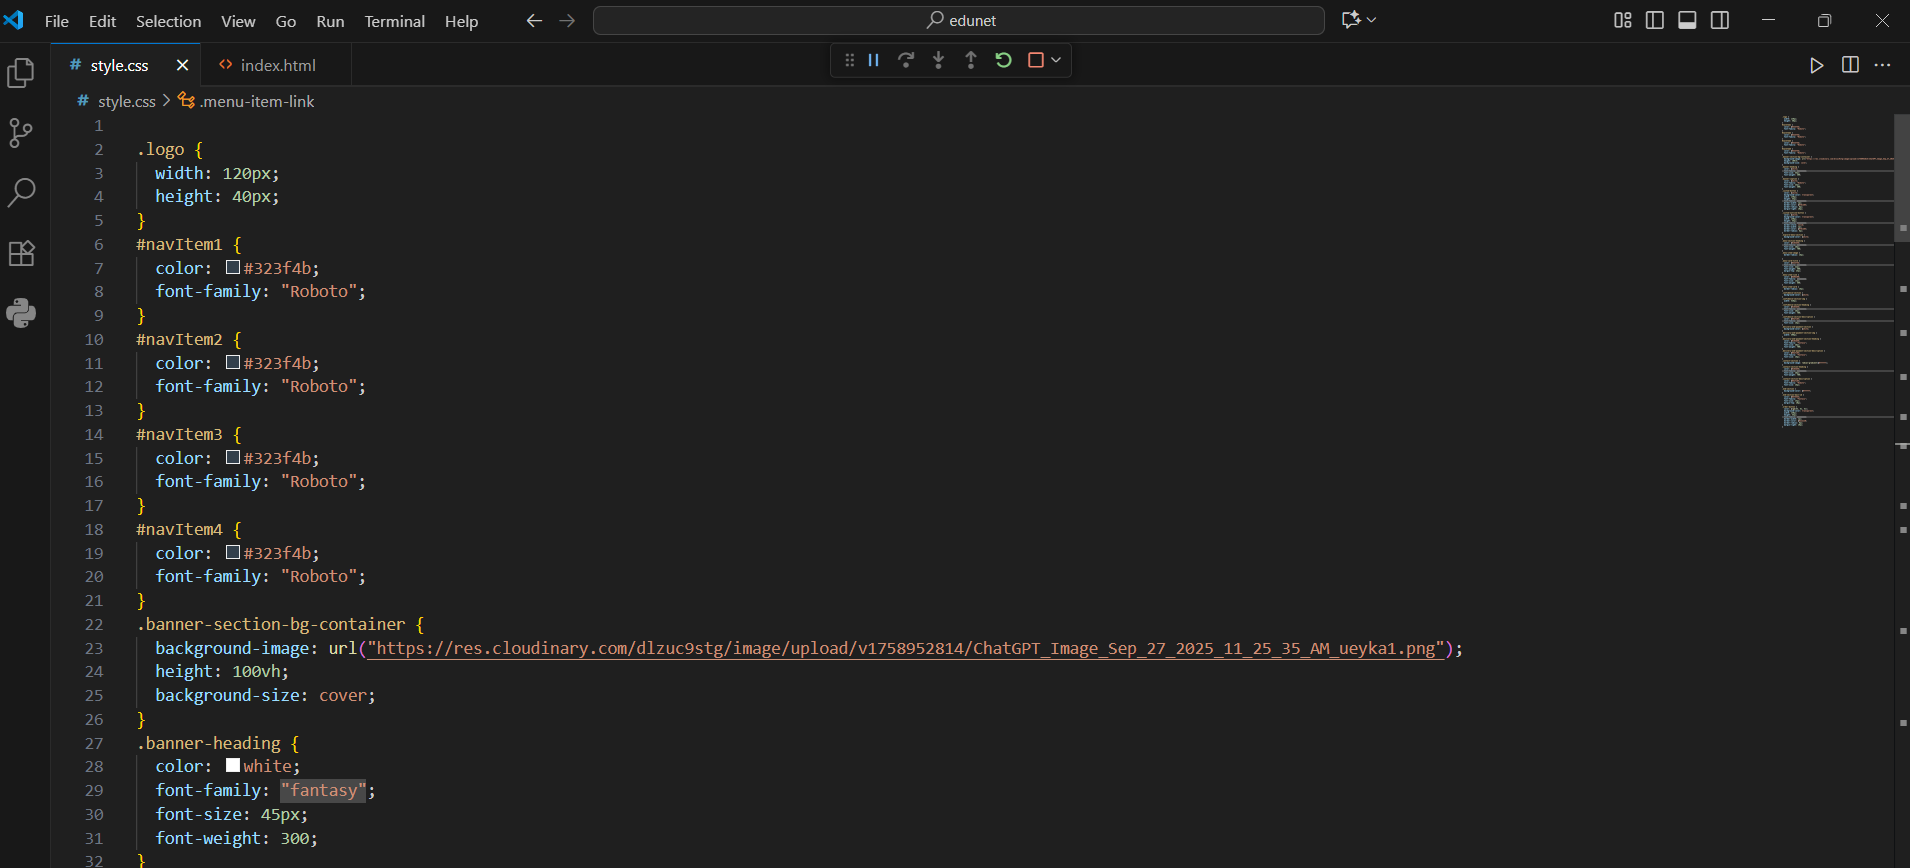 File Edit Selection View Go Run Terminal Help edunet
# style.css <> index.html
# style.css > .menu-item-link
1
2 .logo {
3 width: 120px;
4 height: 40px;
5 }
6 #navItem1 {
7 color: #323f4b;
8 font-family: "Roboto";
9 }
10 #navItem2 {
11 color: #323f4b;
12 font-family: "Roboto";
13 }
14 #navItem3 {
15 color: #323f4b;
16 font-family: "Roboto";
17 }
18 #navItem4 {
19 color: #323f4b;
20 font-family: "Roboto";
21 }
22 .banner-section-bg-container {
23 background-image: url("https://res.cloudinary.com/dlzuc9stg/image/upload/v1758952814/ChatGPT_Image_Sep_27_2025_11_25_35_AM_ueyka1.png");
24 height: 100vh;
25 background-size: cover;
26 }
27 .banner-heading {
28 color: white;
29 font-family: "fantasy";
30 font-size: 45px;
31 font-weight: 300;
32 }